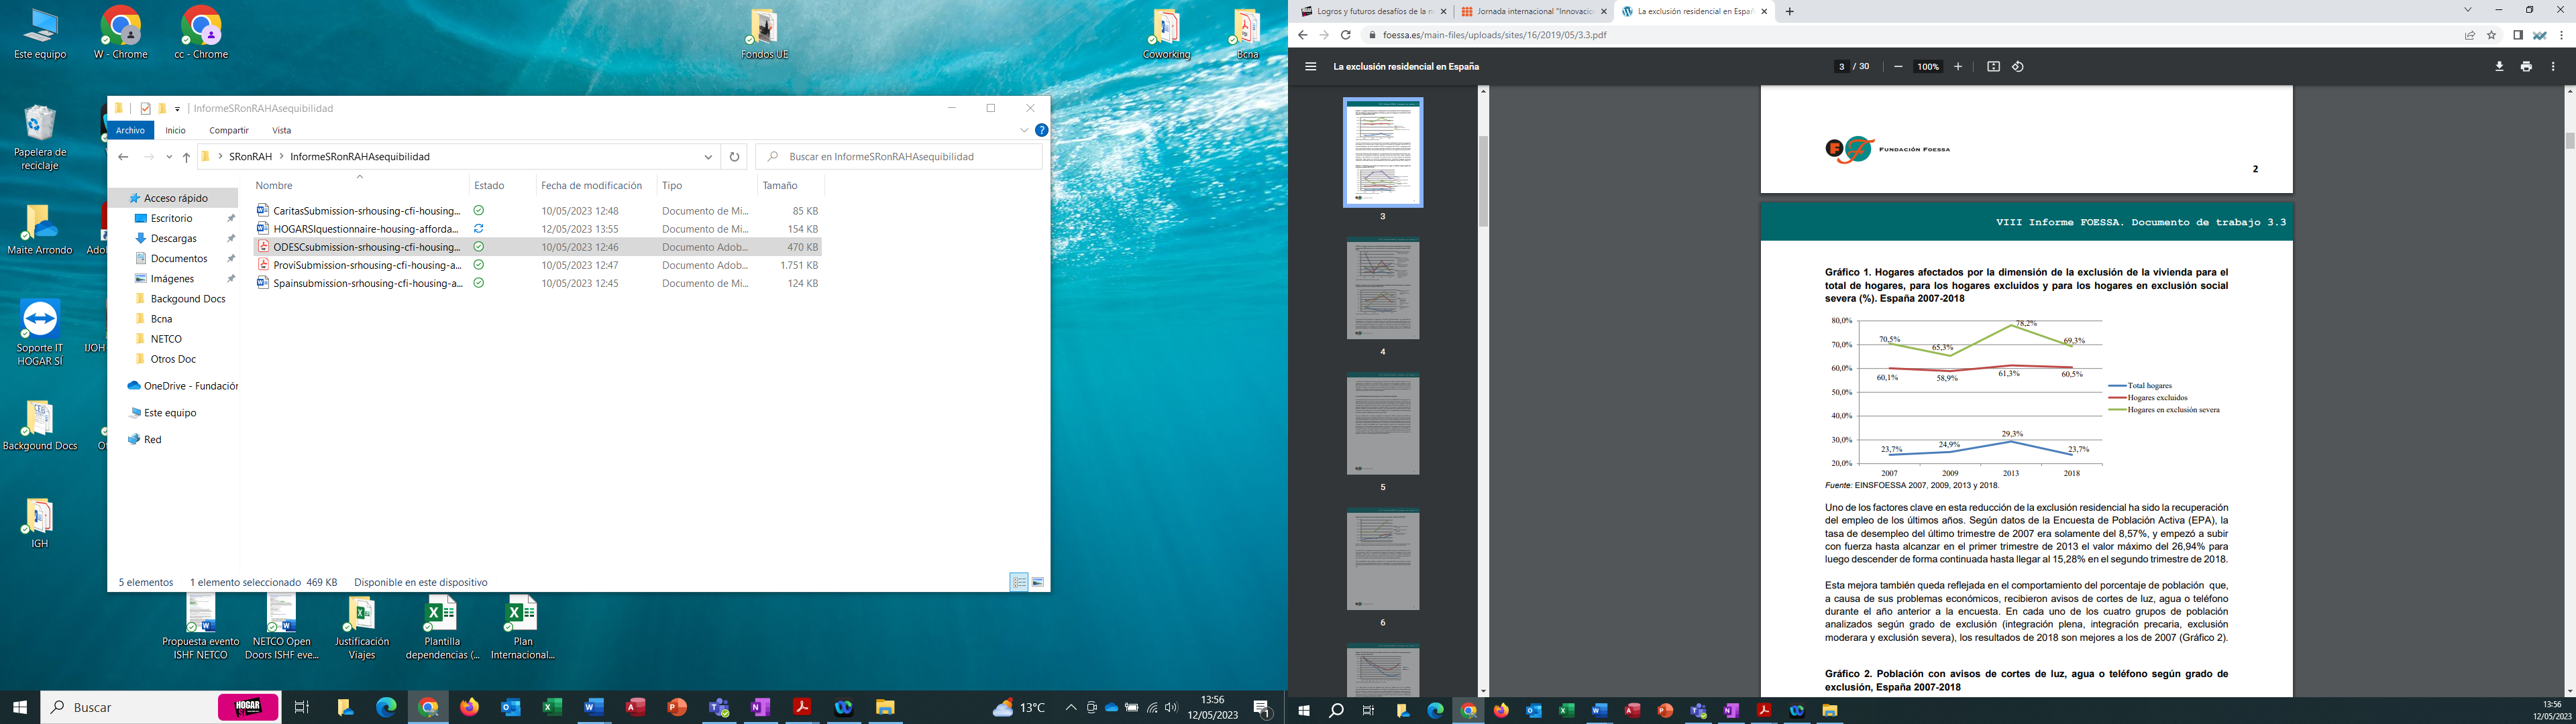 Este equipo
W - Chrome
cc - Chrome
Fondos UE
Coworking
Bcna
Papelera de
reciclaje
Maite Arrondo
Soporte IT
HOGAR SÍ
Backgound Docs
IGH
InformeSRonRAHAsequibilidad
Archivo Inicio Compartir Vista
SRonRAH > InformeSRonRAHAsequibilidad
Buscar en InformeSRonRAHAsequibilidad
Nombre Estado Fecha de modificación Tipo Tamaño
CaritasSubmission-srhousing-cfi-housing... 10/05/2023 12:48 Documento de Mi... 85 KB
HOGARSIquestionnaire-housing-afforda... 12/05/2023 13:55 Documento de Mi... 154 KB
ODESCsubmission-srhousing-cfi-housing... 10/05/2023 12:46 Documento Adob... 470 KB
ProviSubmission-srhousing-cfi-housing-a... 10/05/2023 12:47 Documento Adob... 1.751 KB
Spainsubmission-srhousing-cfi-housing-a... 10/05/2023 12:45 Documento de Mi... 124 KB
Acceso rápido
Escritorio
Descargas
Documentos
Imágenes
Backgound Docs
Bcna
NETCO
Otros Doc
OneDrive - Fundación
Este equipo
Red
5 elementos 1 elemento seleccionado 469 KB Disponible en este dispositivo
Propuesta evento
ISHF NETCO
NETCO Open
Doors ISHF eve...
Justificación
Viajes
Plantilla
dependencias (...
Plan
Internacional...
Buscar
HOGAR
13°C
13:56
12/05/2023
1
Logros y futuros desafíos de la
Jornada internacional "Innovació
La exclusión residencial en Espa
foessa.es/main-files/uploads/sites/16/2019/05/3.3.pdf
La exclusión residencial en España
3 / 30
100%
3
4
5
6
FUNDACIÓN FOESSA
2
VIII Informe FOESSA. Documento de trabajo 3.3
Gráfico 1. Hogares afectados por la dimensión de la exclusión de la vivienda para el
total de hogares, para los hogares excluidos y para los hogares en exclusión social
severa (%). España 2007-2018
80,0%
70,0%
60,0%
50,0%
40,0%
30,0%
20,0%
70,5% 65,3% 78,2% 69,3%
60,1% 58,9% 61,3% 60,5%
23,7% 24,9% 29,3% 23,7%
2007 2009 2013 2018
Total hogares
Hogares excluidos
Hogares en exclusión severa
Fuente: EINSFOESSA 2007, 2009, 2013 y 2018.
Uno de los factores clave en esta reducción de la exclusión residencial ha sido la recuperación
del empleo de los últimos años. Según datos de la Encuesta de Población Activa (EPA), la
tasa de desempleo del último trimestre de 2007 era solamente del 8,57%, y empezó a subir
con fuerza hasta alcanzar en el primer trimestre de 2013 el valor máximo del 26,94% para
luego descender de forma continuada hasta llegar al 15,28% en el segundo trimestre de 2018.
Esta mejora también queda reflejada en el comportamiento del porcentaje de población que,
a causa de sus problemas económicos, recibieron avisos de cortes de luz, agua o teléfono
durante el año anterior a la encuesta. En cada uno de los cuatro grupos de población
analizados según grado de exclusión (integración plena, integración precaria, exclusión
moderara y exclusión severa), los resultados de 2018 son mejores a los de 2007 (Gráfico 2).
Gráfico 2. Población con avisos de cortes de luz, agua o teléfono según grado de
exclusión, España 2007-2018
13:56
12/05/2023